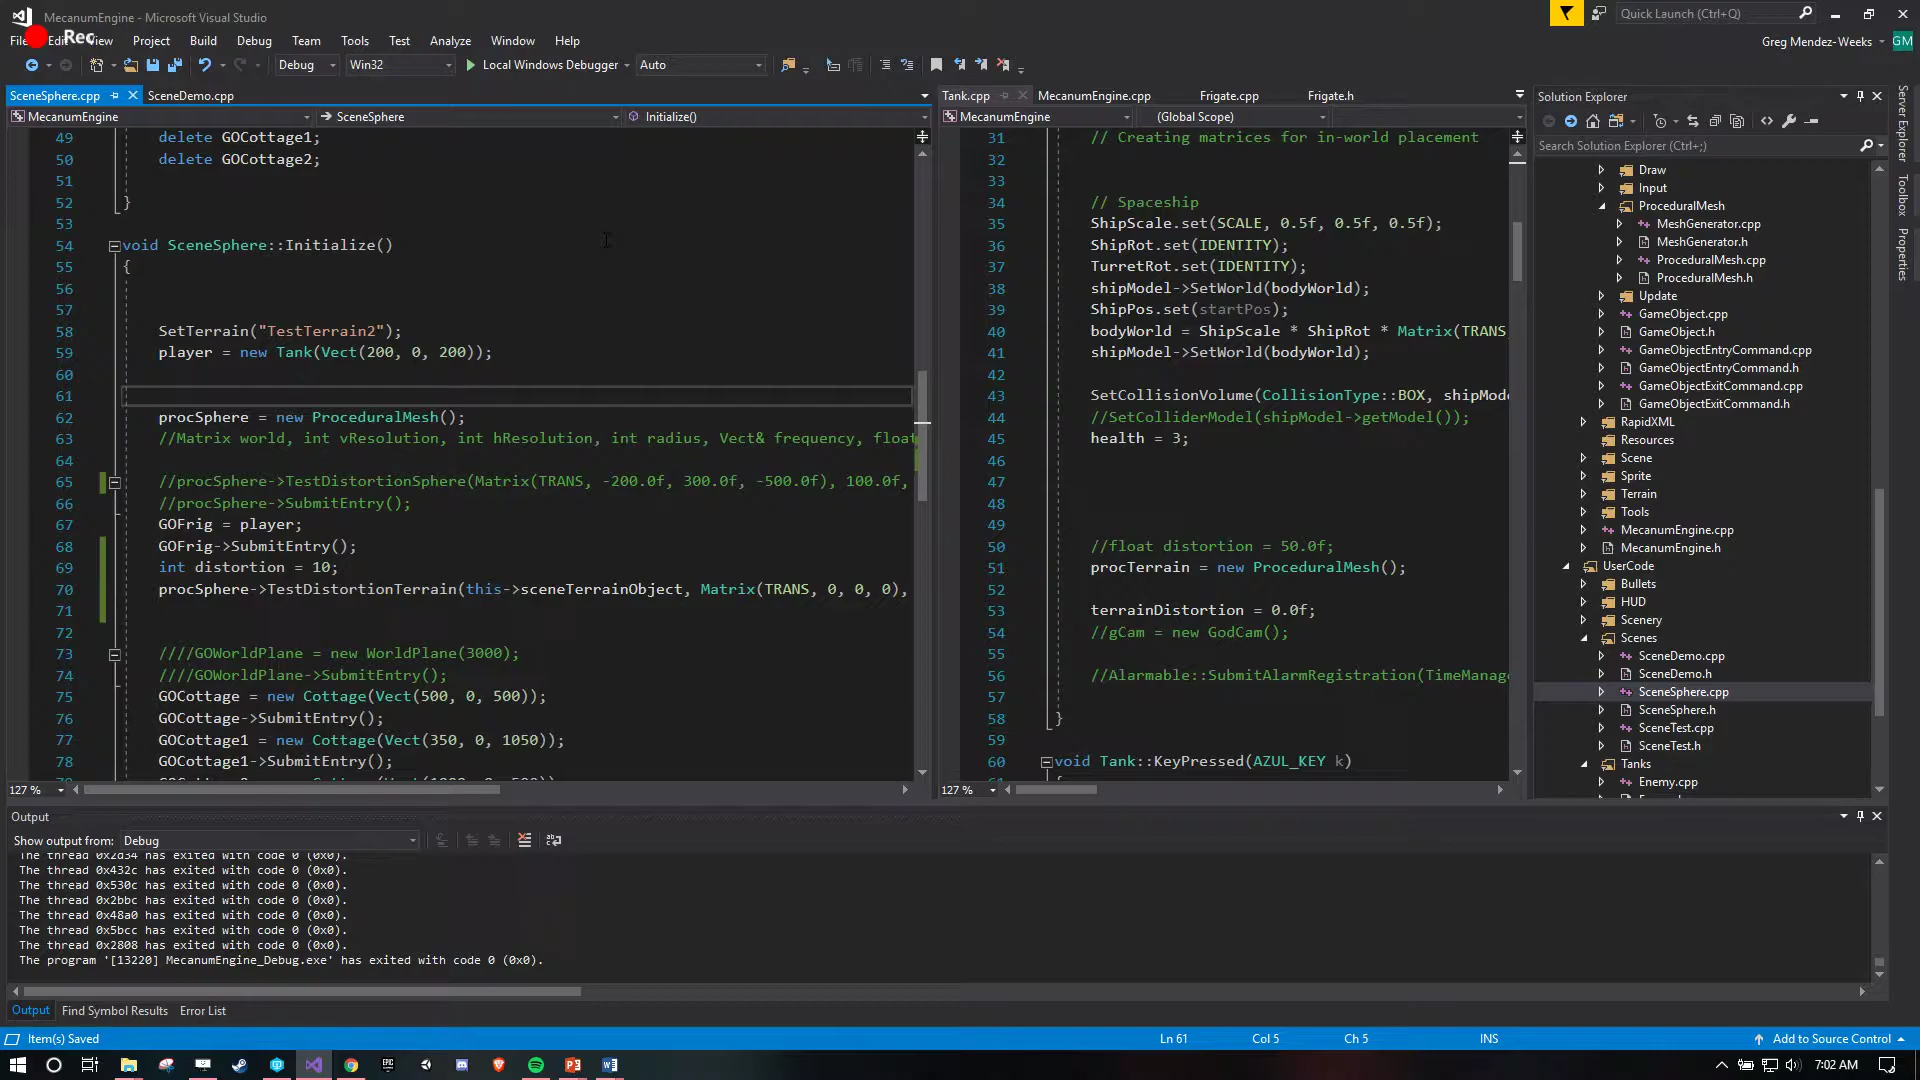 MecanumEngine - Microsoft Visual Studio
Quick Launch (Ctrl+Q)
Rec
File Edit View Project Build Debug Team Tools Test Analyze Window Help
Greg Mendez-Weeks GM
Debug Win32 Local Windows Debugger Auto
SceneSphere.cpp SceneDemo.cpp
MecanumEngine SceneSphere Initialize()
49 delete GOCottage1;
50 delete GOCottage2;
51
52 }
53
54 void SceneSphere::Initialize()
55 {
56
57
58 SetTerrain("TestTerrain2");
59 player = new Tank(Vect(200, 0, 200));
60
61
62 procSphere = new ProceduralMesh();
63 //Matrix world, int vResolution, int hResolution, int radius, Vect& frequency, float
64
65 //procSphere->TestDistortionSphere(Matrix(TRANS, -200.0f, 300.0f, -500.0f), 100.0f,
66 //procSphere->SubmitEntry();
67 GOFrig = player;
68 GOFrig->SubmitEntry();
69 int distortion = 10;
70 procSphere->TestDistortionTerrain(this->sceneTerrainObject, Matrix(TRANS, 0, 0, 0),
71
72
73 ////GOWorldPlane = new WorldPlane(3000);
74 ////GOWorldPlane->SubmitEntry();
75 GOCottage = new Cottage(Vect(500, 0, 500));
76 GOCottage->SubmitEntry();
77 GOCottage1 = new Cottage(Vect(350, 0, 1050));
78 GOCottage1->SubmitEntry();
127 %
Tank.cpp MecanumEngine.cpp Frigate.cpp Frigate.h
MecanumEngine (Global Scope)
31 // Creating matrices for in-world placement
32
33
34 // Spaceship
35 ShipScale.set(SCALE, 0.5f, 0.5f, 0.5f);
36 ShipRot.set(IDENTITY);
37 TurretRot.set(IDENTITY);
38 shipModel->SetWorld(bodyWorld);
39 ShipPos.set(startPos);
40 bodyWorld = ShipScale * ShipRot * Matrix(TRANS
41 shipModel->SetWorld(bodyWorld);
42
43 SetCollisionVolume(CollisionType::BOX, shipMod
44 //SetColliderModel(shipModel->getModel());
45 health = 3;
46
47
48
49
50 //float distortion = 50.0f;
51 procTerrain = new ProceduralMesh();
52
53 terrainDistortion = 0.0f;
54 //gCam = new GodCam();
55
56 //Alarmable::SubmitAlarmRegistration(TimeManag
57
58 }
59
60 void Tank::KeyPressed(AZUL_KEY k)
127 %
Solution Explorer
Search Solution Explorer (Ctrl+;)
Draw
Input
ProceduralMesh
MeshGenerator.cpp
MeshGenerator.h
ProceduralMesh.cpp
ProceduralMesh.h
Update
GameObject.cpp
GameObject.h
GameObjectEntryCommand.cpp
GameObjectEntryCommand.h
GameObjectExitCommand.cpp
GameObjectExitCommand.h
RapidXML
Resources
Scene
Sprite
Terrain
Tools
MecanumEngine.cpp
MecanumEngine.h
UserCode
Bullets
HUD
Scenery
Scenes
SceneDemo.cpp
SceneDemo.h
SceneSphere.cpp
SceneSphere.h
SceneTest.cpp
SceneTest.h
Tanks
Enemy.cpp
Server Explorer
Toolbox
Properties
Output
Show output from: Debug
The thread 0x2d34 has exited with code 0 (0x0).
The thread 0x432c has exited with code 0 (0x0).
The thread 0x530c has exited with code 0 (0x0).
The thread 0x2bbc has exited with code 0 (0x0).
The thread 0x48a0 has exited with code 0 (0x0).
The thread 0x5bcc has exited with code 0 (0x0).
The thread 0x2808 has exited with code 0 (0x0).
The program '[13220] MecanumEngine_Debug.exe' has exited with code 0 (0x0).
Output Find Symbol Results Error List
Item(s) Saved Ln 61 Col 5 Ch 5 INS Add to Source Control
7:02 AM